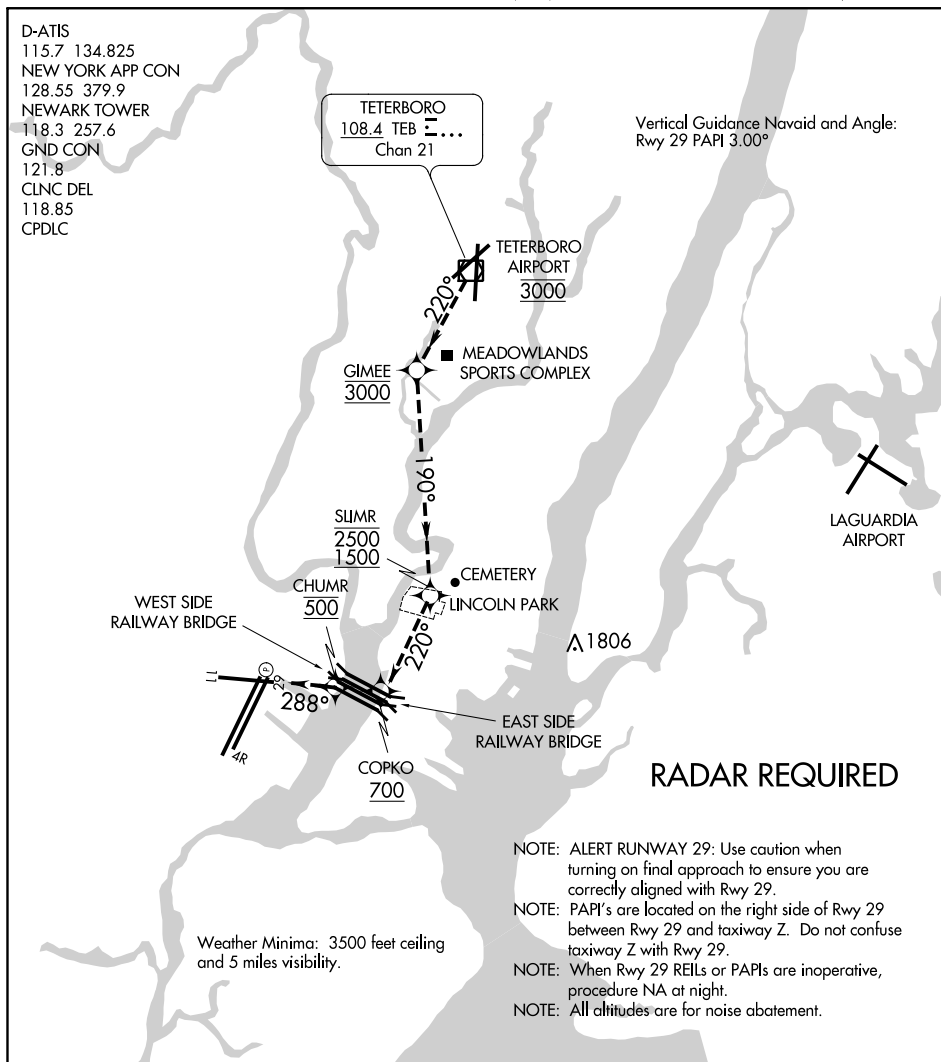 D-ATIS
115.7 134.825
NEW YORK APP CON
128.55 379.9
NEWARK TOWER
118.3 257.6
GND CON
121.8
CLNC DEL
118.85
CPDLC
TETERBORO
108.4 TEB
Chan 21
Vertical Guidance Navaid and Angle:
Rwy 29 PAPI 3.00°
TETERBORO
AIRPORT
3000
220°
MEADOWLANDS
SPORTS COMPLEX
GIMEE
3000
190°
LAGUARDIA
AIRPORT
SLIMR
2500
1500
CEMETERY
LINCOLN PARK
CHUMR
500
WEST SIDE
RAILWAY BRIDGE
220°
1806
P
11
29
288°
4R
EAST SIDE
RAILWAY BRIDGE
COPKO
700
RADAR REQUIRED
NOTE: ALERT RUNWAY 29: Use caution when
turning on final approach to ensure you are
correctly aligned with Rwy 29.
NOTE: PAPI's are located on the right side of Rwy 29
between Rwy 29 and taxiway Z. Do not confuse
taxiway Z with Rwy 29.
NOTE: When Rwy 29 REILs or PAPIs are inoperative,
procedure NA at night.
NOTE: All altitudes are for noise abatement.
Weather Minima: 3500 feet ceiling
and 5 miles visibility.